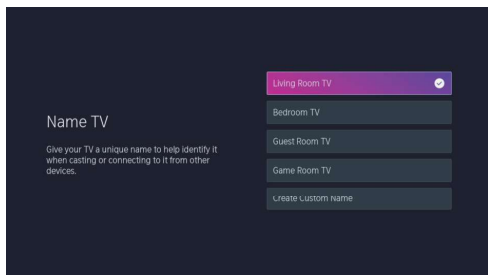 Name TV
Give your TV a unique name to help identify it
when casting or connecting to it from other
devices.
Living Room TV
Bedroom TV
Guest Room TV
Game Room TV
Create Custom Name